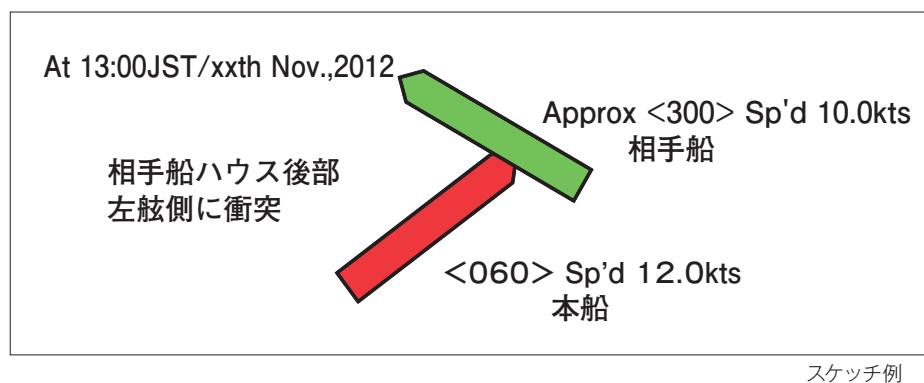 At 13:00JST/xxth Nov.,2012
Approx <300> Sp'd 10.0kts
相手船
相手船ハウス後部
左舷側に衝突
<060> Sp’d 12.0kts
本船
スケッチ例